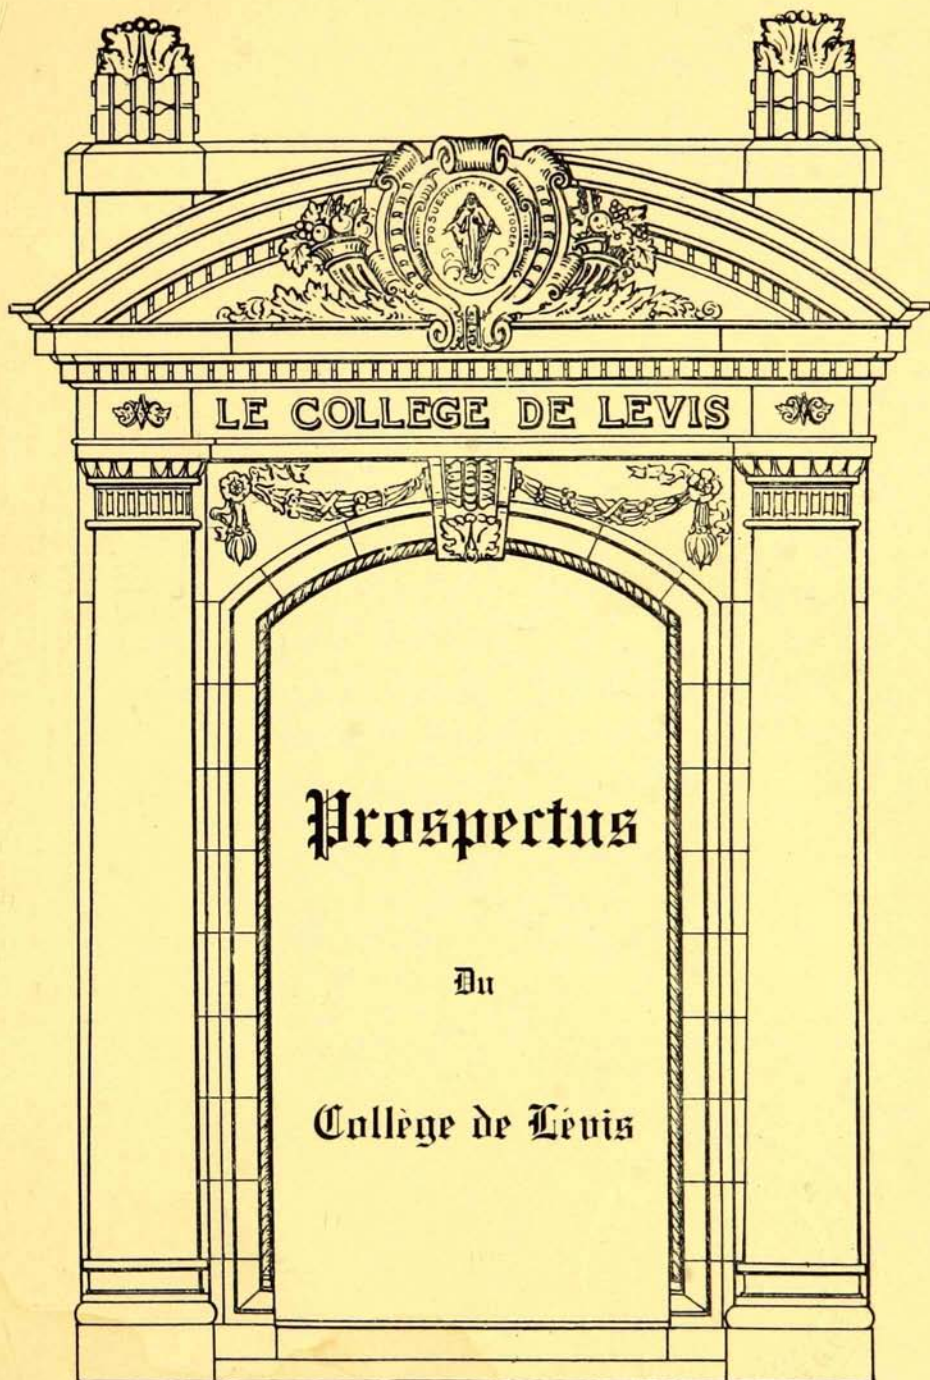 POSUERUNT · ME · CUSTODEM
LE COLLEGE DE LEVIS
Prospectus
Du
Collège de Lévis